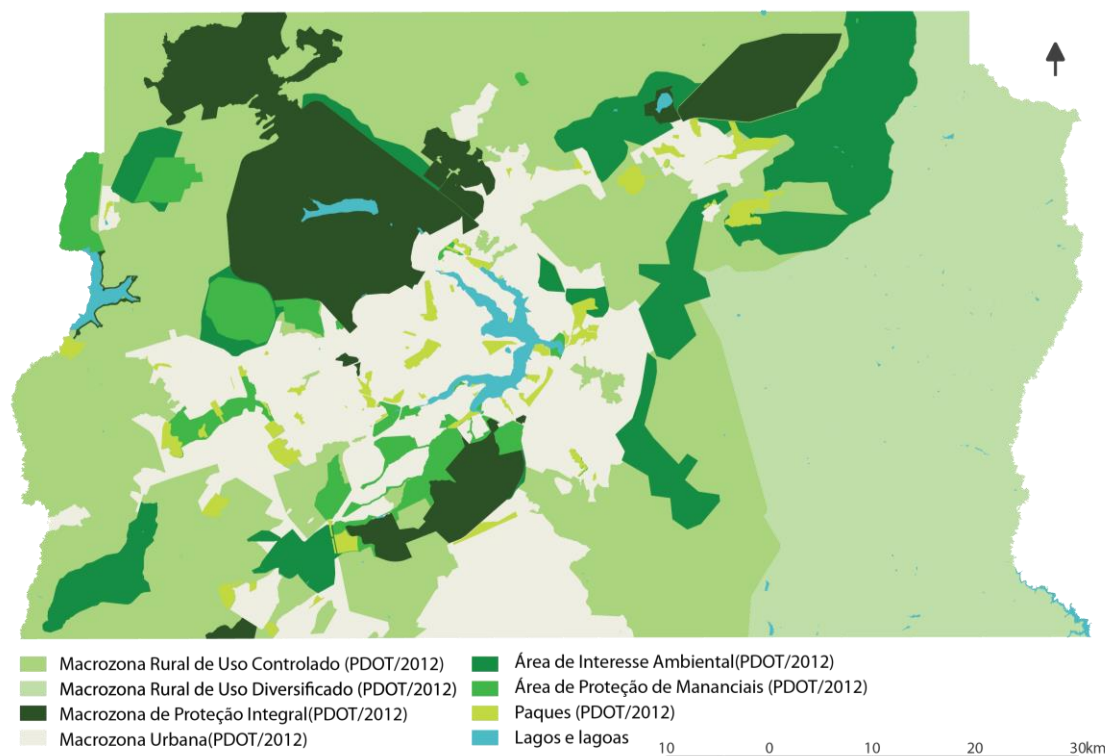 Macrozona Rural de Uso Controlado (PDOT/2012)
Macrozona Rural de Uso Diversificado (PDOT/2012)
Macrozona de Proteção Integral(PDOT/2012)
Macrozona Urbana(PDOT/2012)
Área de Interesse Ambiental(PDOT/2012)
Área de Proteção de Mananciais (PDOT/2012)
Paques (PDOT/2012)
Lagos e lagoas
10 0 10 20 30km